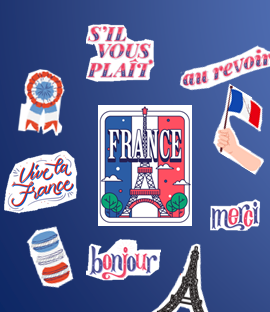 S'IL
VOUS
PLAÎT
au revoir
FRANCE
Vive la
France
merci
bonjour